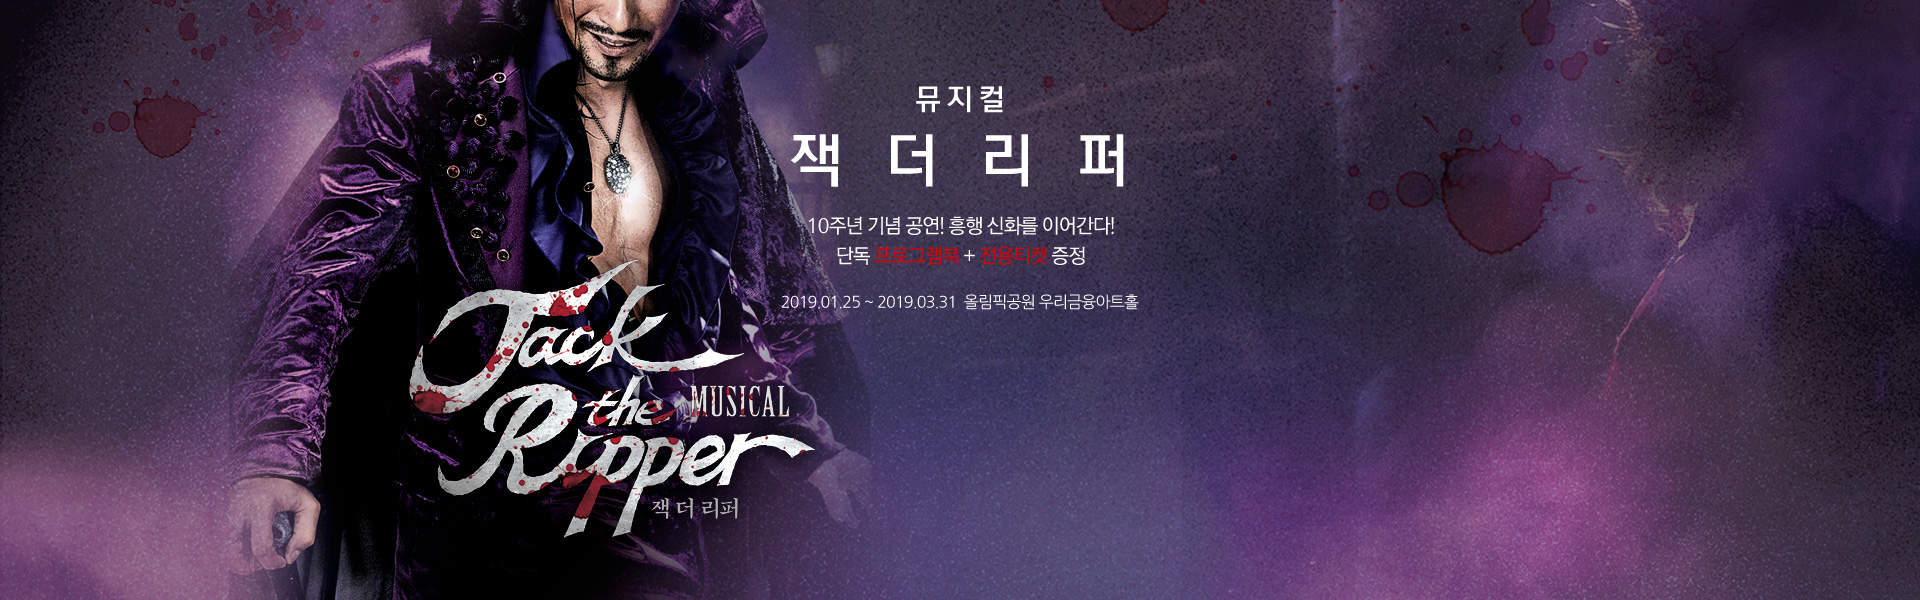 뮤지컬
잭 더 리퍼
10주년 기념 공연! 흥행 신화를 이어간다!
단독 프로그램북 + 전용티켓 증정
2019.01.25 ~ 2019.03.31 올림픽공원 우리금융아트홀
Jack
the MUSICAL
Ripper
잭 더 리퍼